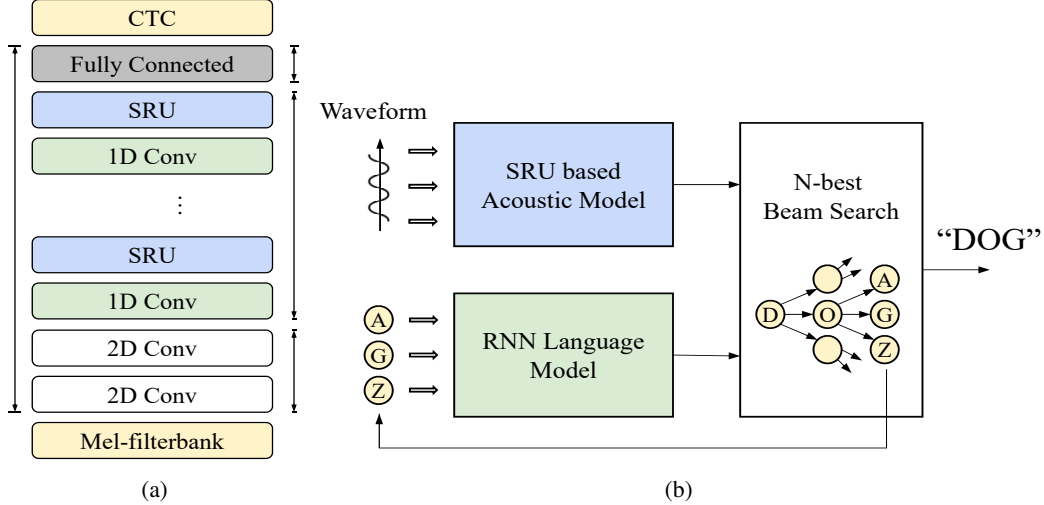 CTC
Fully Connected
SRU
1D Conv
⋮
SRU
1D Conv
2D Conv
2D Conv
Mel-filterbank
(a)
Waveform
SRU based
Acoustic Model
A
G
Z
RNN Language
Model
N-best
Beam Search
D
O
A
G
Z
“DOG”
(b)